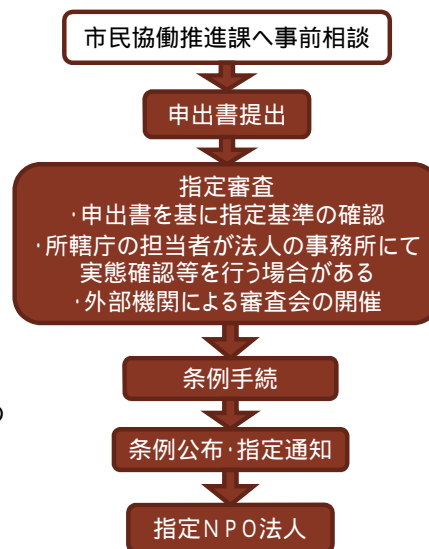 市民協働推進課へ事前相談
申出書提出
指定審査
・申出書を基に指定基準の確認
・所轄庁の担当者が法人の事務所にて
実態確認等を行う場合がある
・外部機関による審査会の開催
条例手続
条例公布・指定通知
指定NPO法人